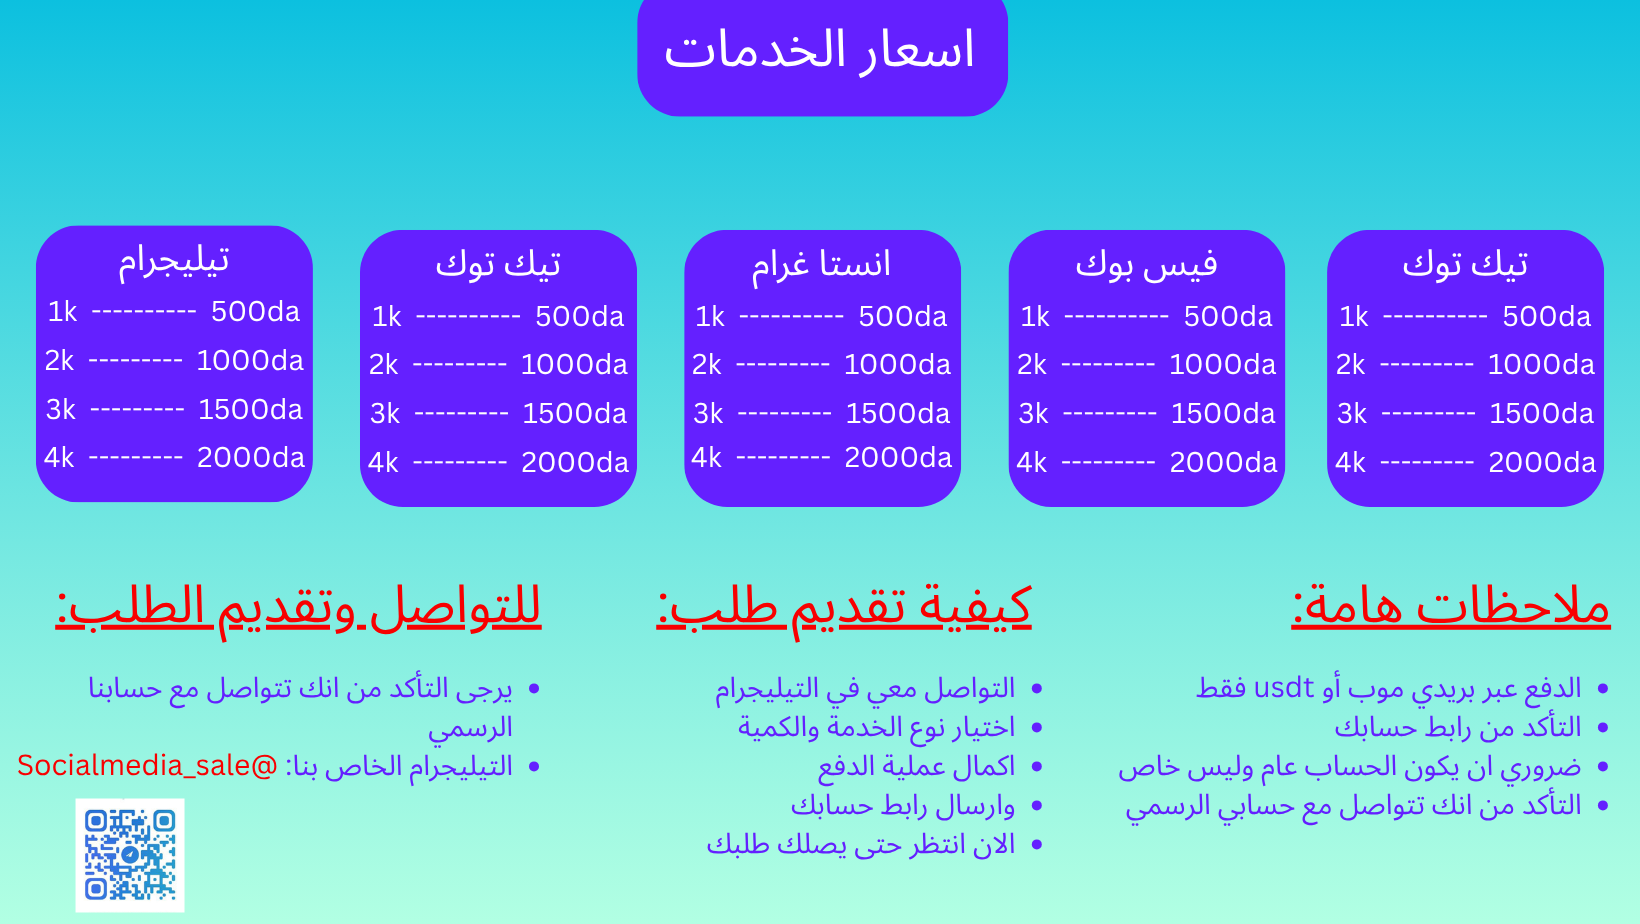 اسعار الخدمات
تيك توك
1k ---------- 500da
2k --------- 1000da
3k --------- 1500da
4k --------- 2000da
فيس بوك
1k ---------- 500da
2k --------- 1000da
3k --------- 1500da
4k --------- 2000da
انستا غرام
1k ---------- 500da
2k --------- 1000da
3k --------- 1500da
4k --------- 2000da
تيك توك
1k ---------- 500da
2k --------- 1000da
3k --------- 1500da
4k --------- 2000da
تيليجرام
1k ---------- 500da
2k --------- 1000da
3k --------- 1500da
4k --------- 2000da
ملاحظات هامة:
• الدفع عبر بريدي موب أو usdt فقط
• التأكد من رابط حسابك
• ضروري ان يكون الحساب عام وليس خاص
• التأكد من انك تتواصل مع حسابي الرسمي
كيفية تقديم طلب:
• التواصل معي في التيليجرام
• اختيار نوع الخدمة والكمية
• اكمال عملية الدفع
• وارسال رابط حسابك
• الان انتظر حتى يصلك طلبك
للتواصل وتقديم الطلب:
• يرجى التأكد من انك تتواصل مع حسابنا
الرسمي
• التيليجرام الخاص بنا: @Socialmedia_sale